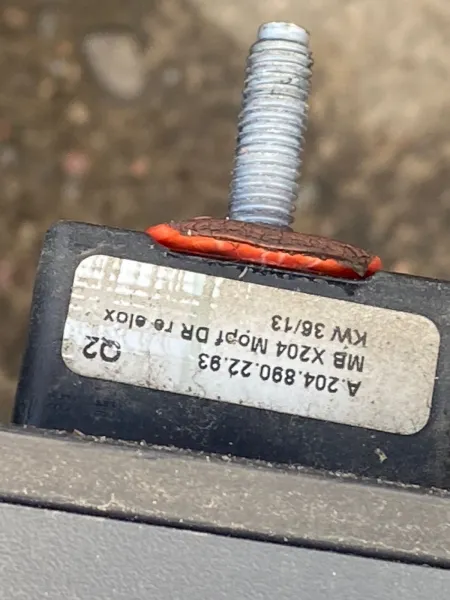 A.204.890.22.93
MB X204 Mopf DR re elox
KW 36/13
Q2